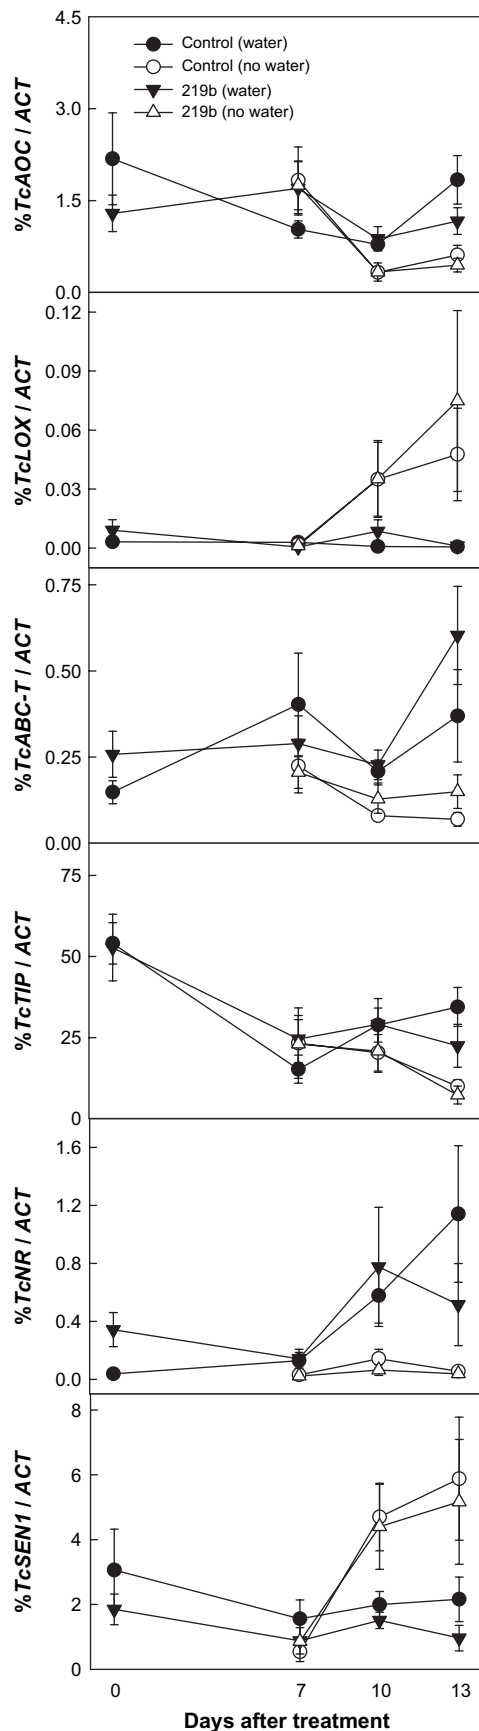 4.5
Control (water)
Control (no water)
219b (water)
219b (no water)
3.0
1.5
0.0
%TcAOC / ACT
0.12
0.09
0.06
0.03
0.00
%TcLOX / ACT
0.75
0.50
0.25
0.00
%TcABC-T / ACT
75
50
25
0
%TcTIP / ACT
1.6
1.2
0.8
0.4
0.0
%TcNR / ACT
8
6
4
2
0
%TcSEN1 / ACT
0 7 10 13
Days after treatment